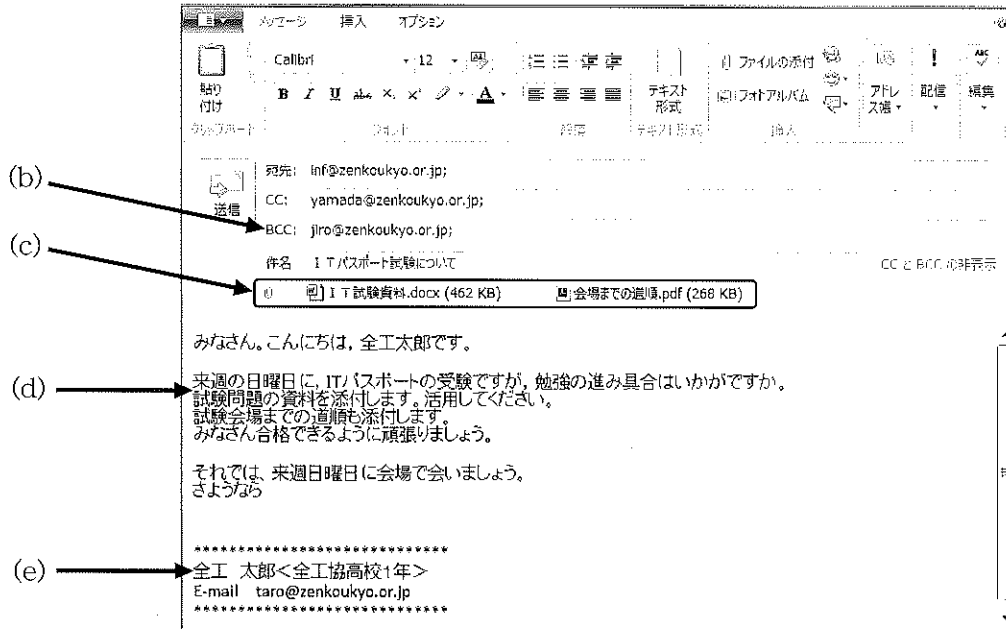 メッセージ 挿入 オプション
Calibri 12
貼り付け
B I U abc X₂ X² A
テキスト形式
ファイルの添付
フォトアルバム
アドレス帳
配信
ABC
編集
クリップボード フォント 段落 テキスト形式 挿入
送信
宛先: inf@zenkoukyo.or.jp;
CC: yamada@zenkoukyo.or.jp;
(b)
BCC: jiro@zenkoukyo.or.jp;
件名 ITパスポート試験について CC と BCC の非表示
(c)
IT試験資料.docx (462 KB) 会場までの道順.pdf (268 KB)
みなさん。こんにちは，全工太郎です。
(d)
来週の日曜日に，ITパスポートの受験ですが，勉強の進み具合はいかがですか。
試験問題の資料を添付します。活用してください。
試験会場までの道順も添付します。
みなさん合格できるように頑張りましょう。
それでは、来週日曜日に会場で会いましょう。
さようなら
****************************
(e)
全工 太郎<全工協高校1年>
E-mail taro@zenkoukyo.or.jp
****************************